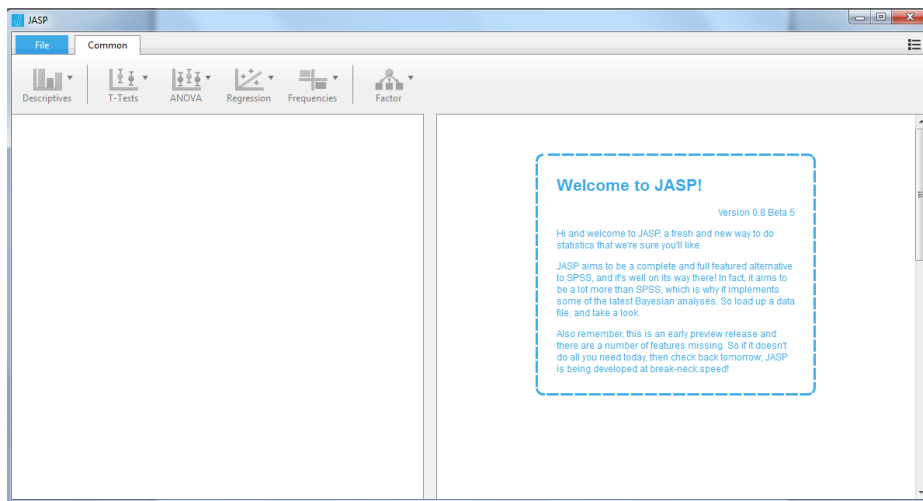 JASP
File Common
Descriptives T-Tests ANOVA Regression Frequencies Factor
Welcome to JASP!
Version 0.8 Beta 5
Hi and welcome to JASP, a fresh and new way to do
statistics that we're sure you'll like.
JASP aims to be a complete and full featured alternative
to SPSS, and it's well on its way there! In fact, it aims to
be a lot more than SPSS, which is why it implements
some of the latest Bayesian analyses. So load up a data
file, and take a look.
Also remember, this is an early preview release and
there are a number of features missing. So if it doesn't
do all you need today, then check back tomorrow; JASP
is being developed at break-neck speed!